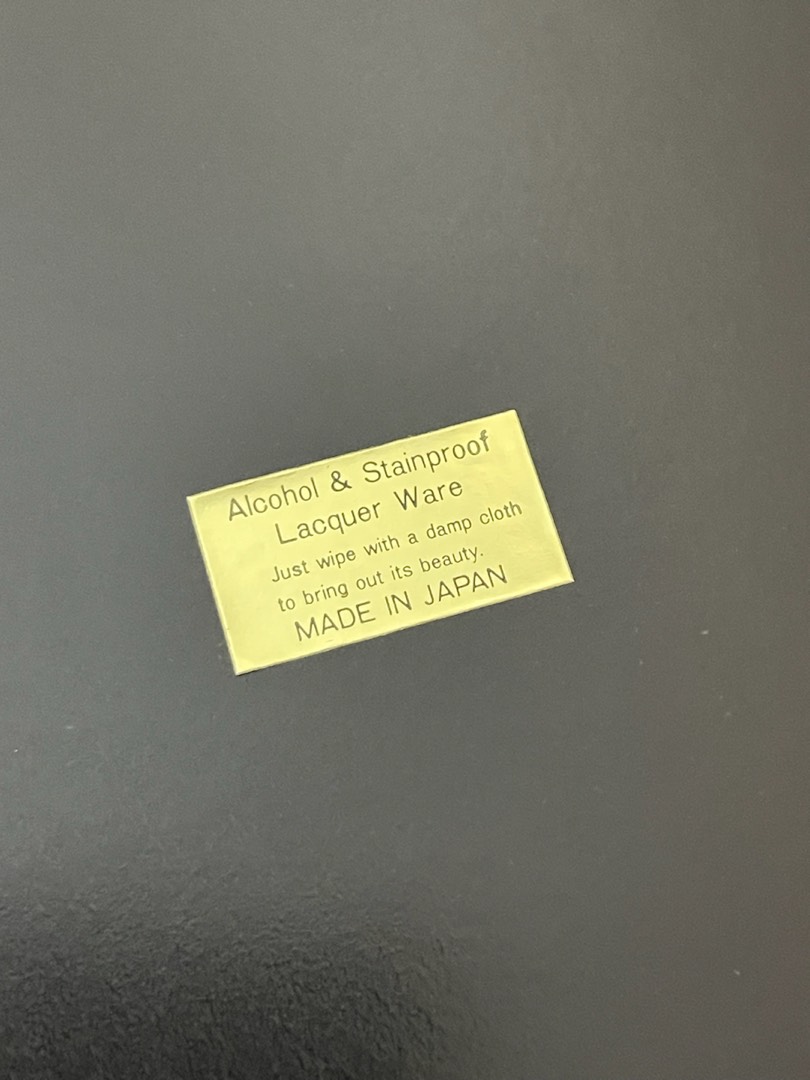 Alcohol & Stainproof
Lacquer Ware
Just wipe with a damp cloth
to bring out its beauty.
MADE IN JAPAN